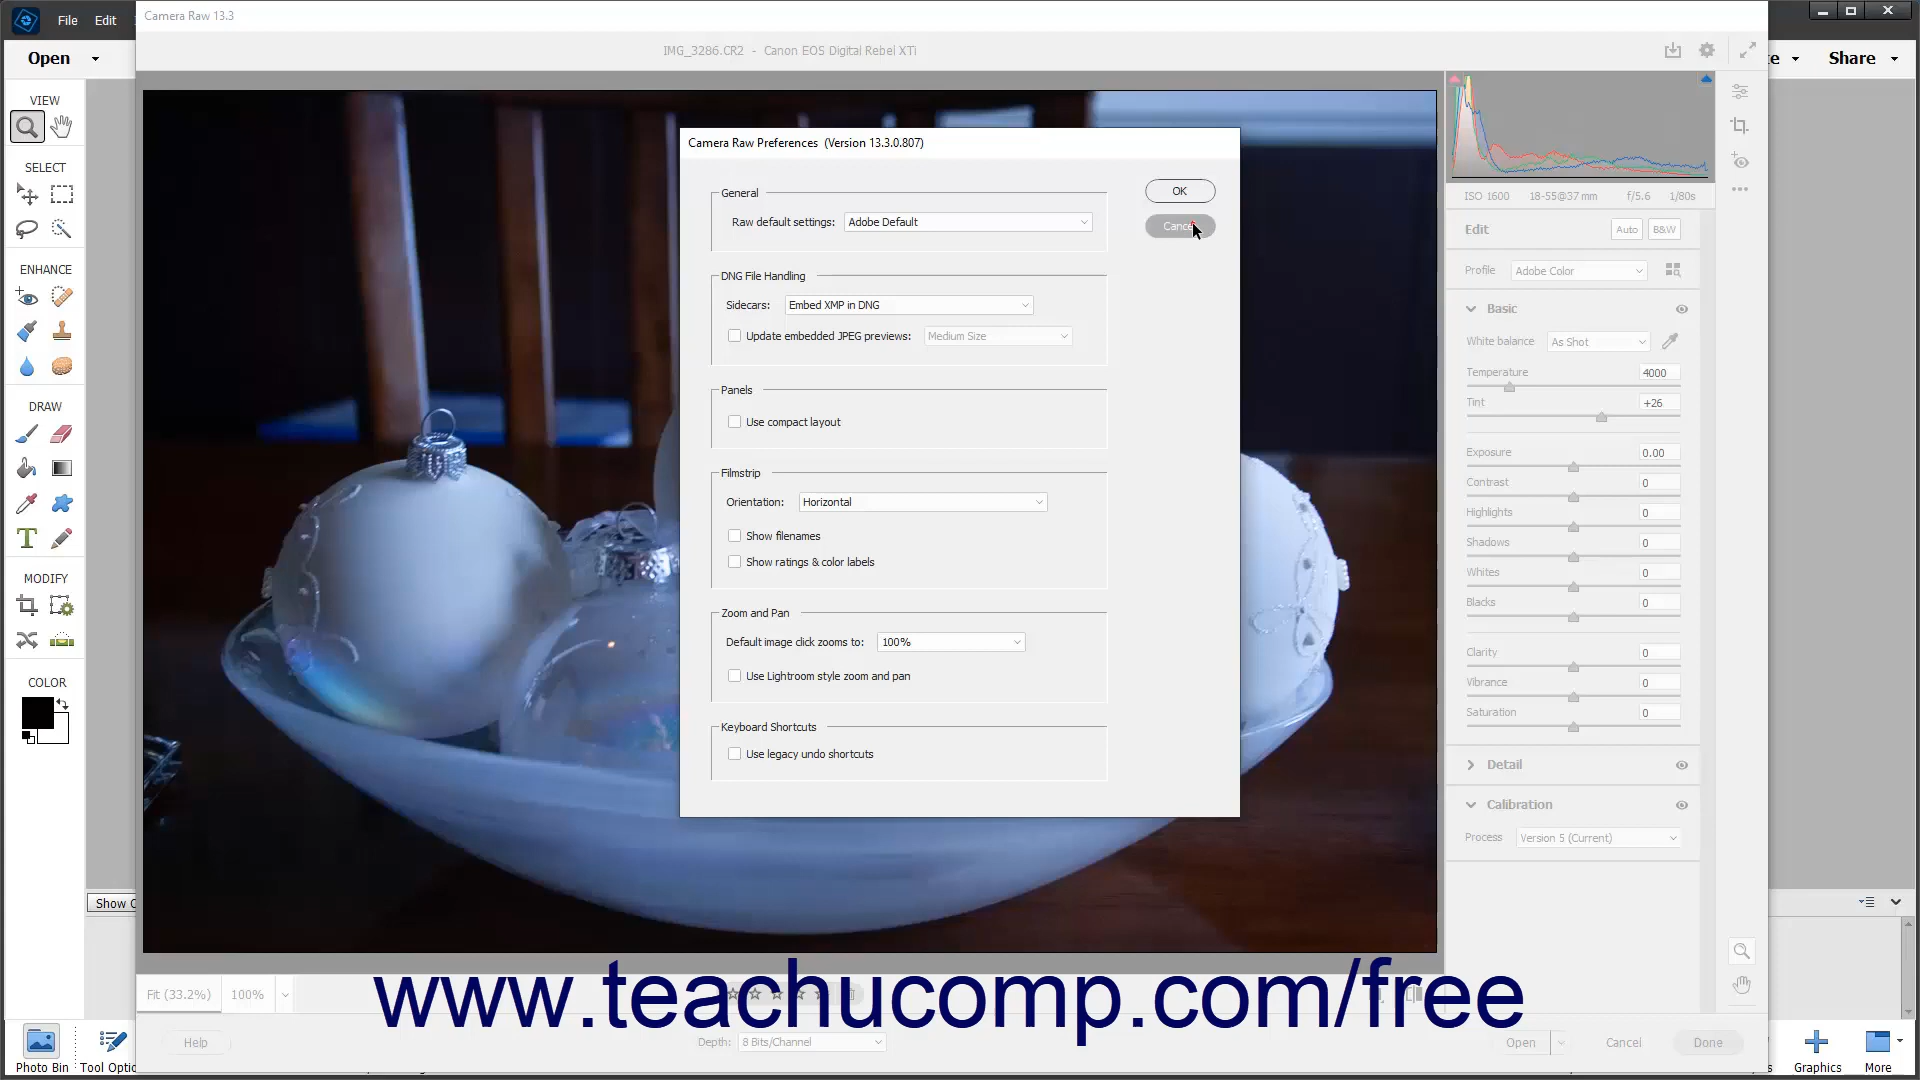 Camera Raw 13.3
File Edit
IMG_3286.CR2 - Canon EOS Digital Rebel XTi
Open
Share
VIEW
SELECT
ENHANCE
DRAW
MODIFY
COLOR
Camera Raw Preferences (Version 13.3.0.807)
General
Raw default settings: Adobe Default
OK
DNG File Handling
Sidecars: Embed XMP in DNG
Update embedded JPEG previews: Medium Size
Panels
Use compact layout
Filmstrip
Orientation: Horizontal
Show filenames
Show ratings & color labels
Zoom and Pan
Default image click zooms to: 100%
Use Lightroom style zoom and pan
Keyboard Shortcuts
Use legacy undo shortcuts
ISO 1600 18-55@37 mm f/5.6 1/80s
Edit Auto B&W
Profile Adobe Color
Basic
White balance As Shot
Temperature 4000
Tint +26
Exposure 0.00
Contrast 0
Highlights 0
Shadows 0
Whites 0
Blacks 0
Clarity 0
Vibrance 0
Saturation 0
Detail
Calibration
Process Version 5 (Current)
Show
Fit (33.2%) 100%
www.teachucomp.com/free
Help
Depth: 8 Bits/Channel
Open Cancel Done
Photo Bin Tool
Graphics More